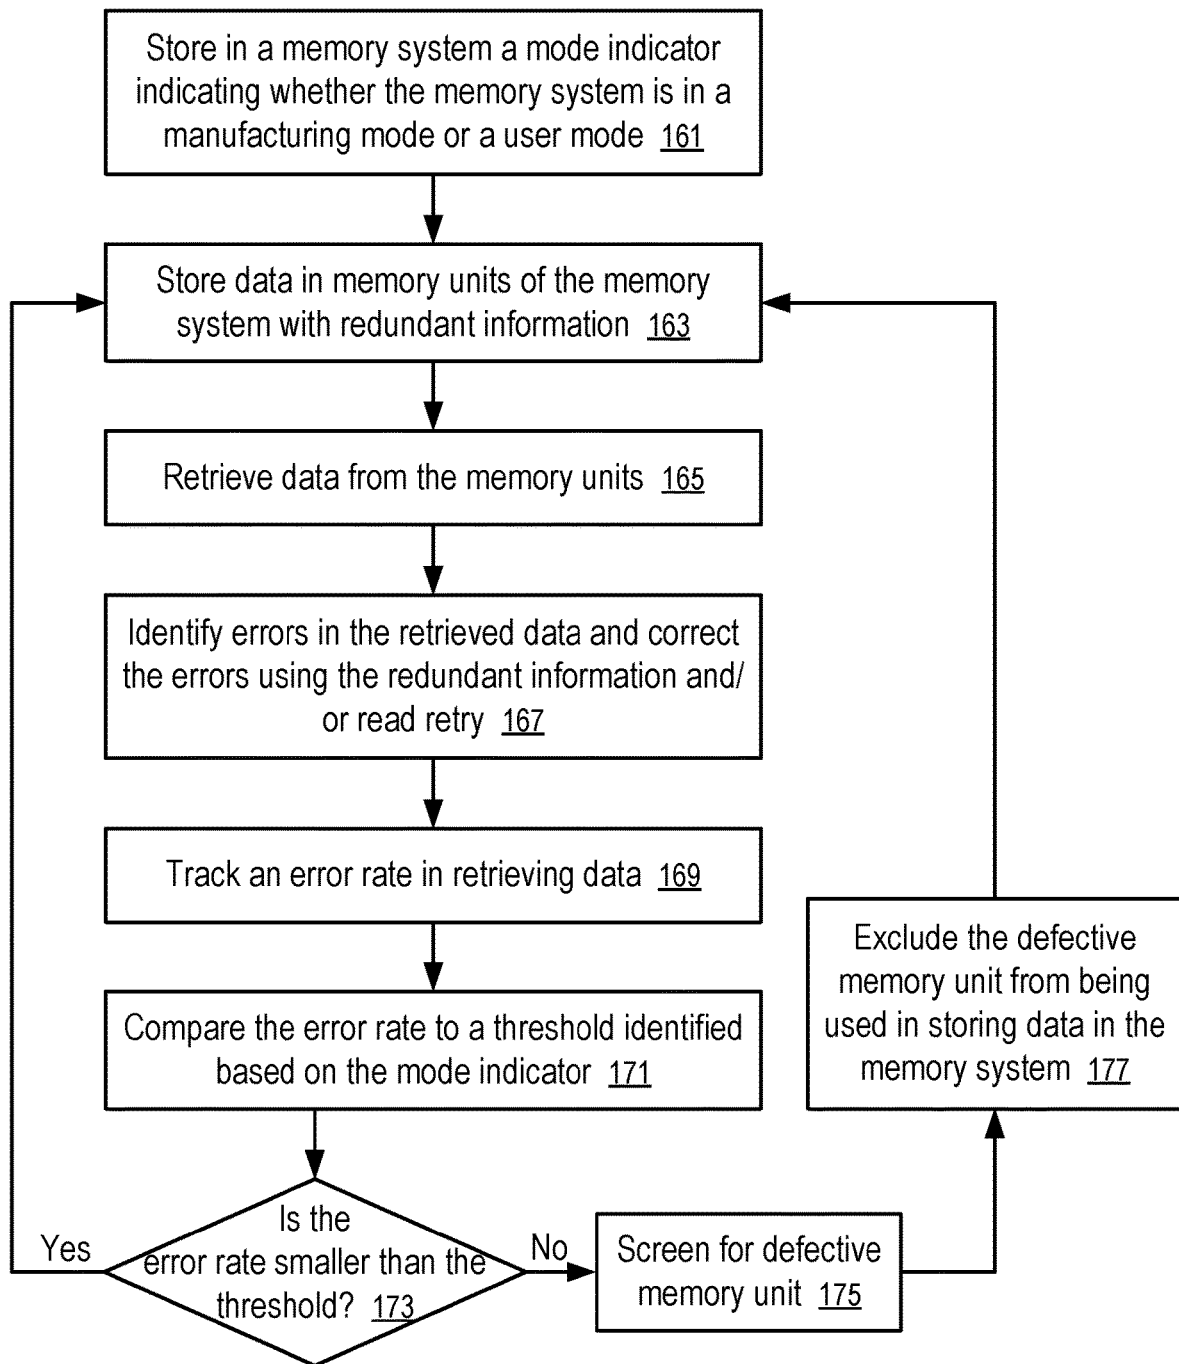 Store in a memory system a mode indicator
indicating whether the memory system is in a
manufacturing mode or a user mode 161
Store data in memory units of the memory
system with redundant information 163
Retrieve data from the memory units 165
Identify errors in the retrieved data and correct
the errors using the redundant information and/
or read retry 167
Track an error rate in retrieving data 169
Compare the error rate to a threshold identified
based on the mode indicator 171
Is the
error rate smaller than the
threshold? 173
Yes
No
Screen for defective
memory unit 175
Exclude the defective
memory unit from being
used in storing data in the
memory system 177